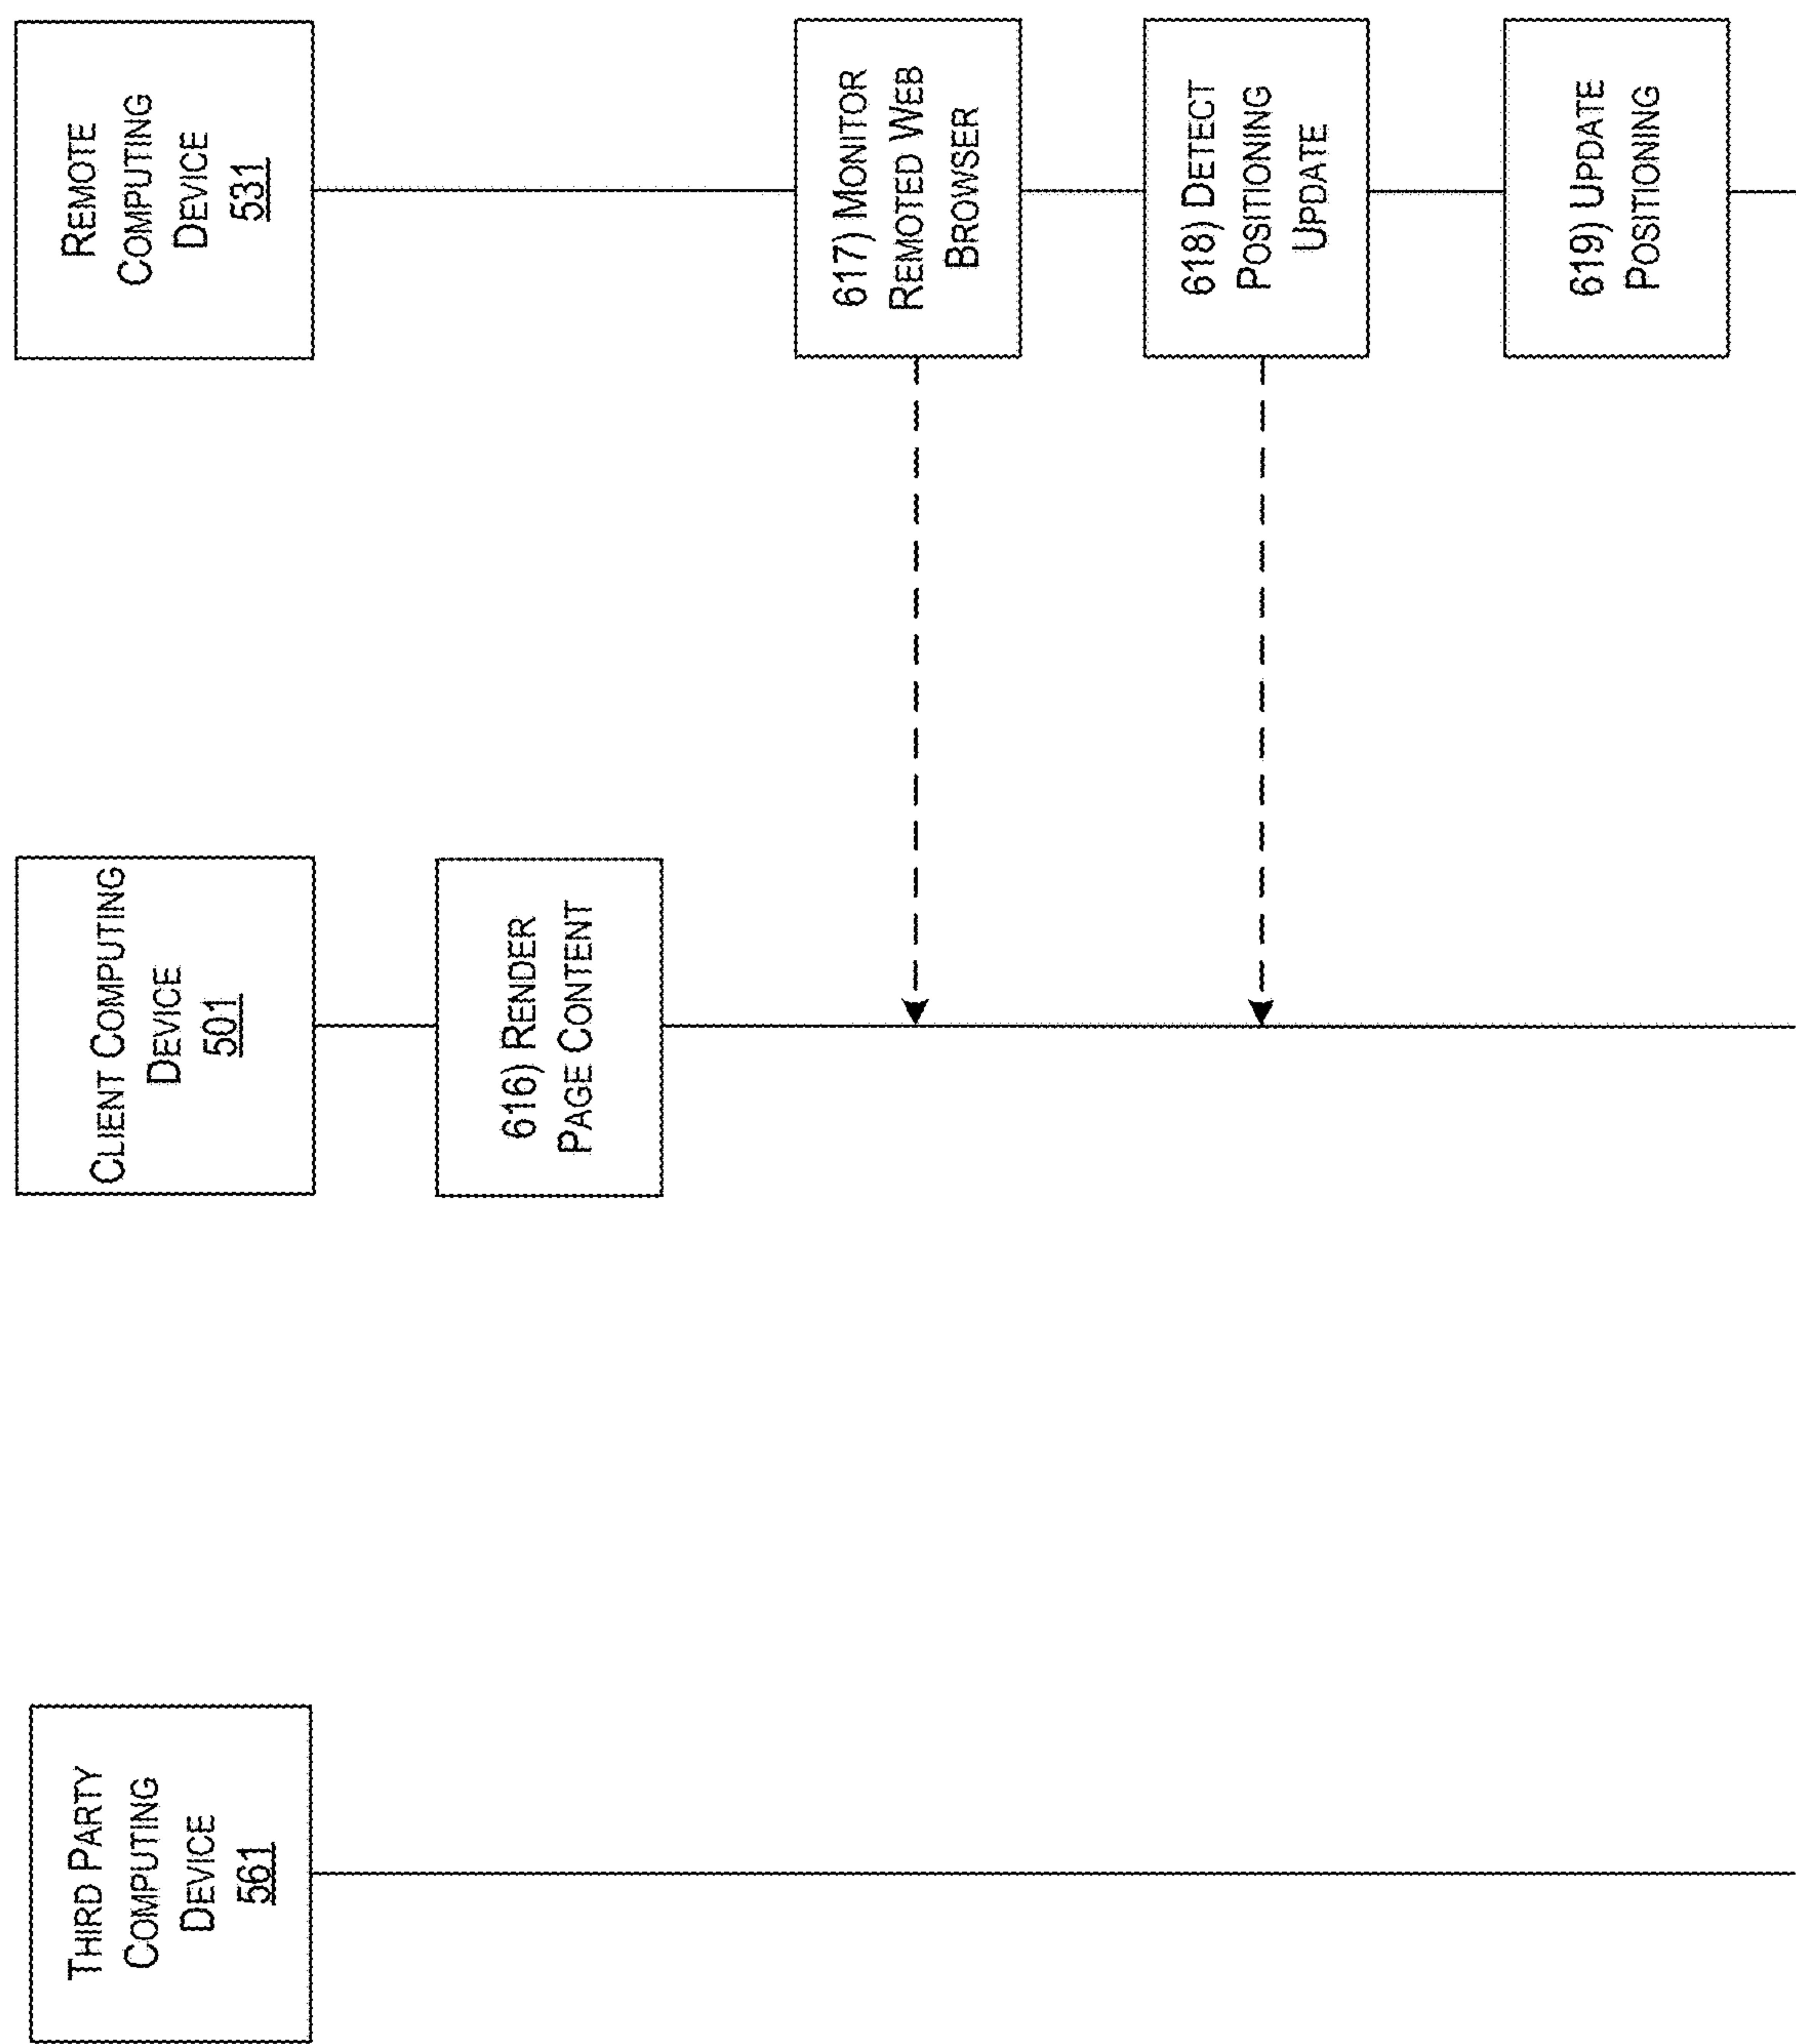 THIRD PARTY
COMPUTING
DEVICE
561
CLIENT COMPUTING
DEVICE
501
REMOTE
COMPUTING
DEVICE
531
616) RENDER
PAGE CONTENT
617) MONITOR
REMOTED WEB
BROWSER
618) DETECT
POSITIONING
UPDATE
619) UPDATE
POSITIONING